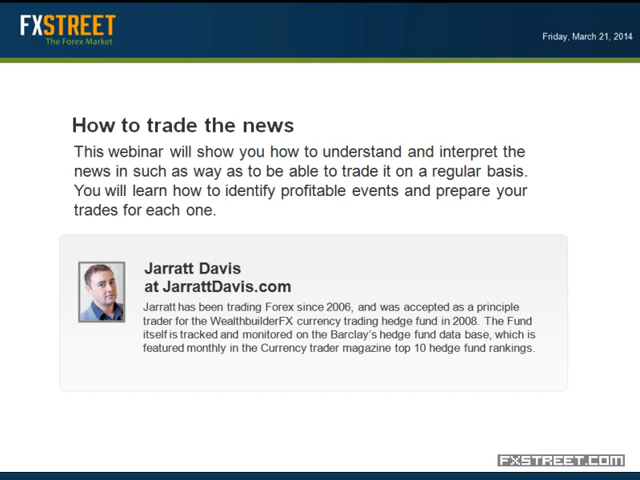 FXSTREET
The Forex Market
Friday, March 21, 2014
How to trade the news
This webinar will show you how to understand and interpret the
news in such as way as to be able to trade it on a regular basis.
You will learn how to identify profitable events and prepare your
trades for each one.
Jarratt Davis
at JarrattDavis.com
Jarratt has been trading Forex since 2006, and was accepted as a principle
trader for the WealthbuilderFX currency trading hedge fund in 2008. The Fund
itself is tracked and monitored on the Barclay's hedge fund data base, which is
featured monthly in the Currency trader magazine top 10 hedge fund rankings.
FXSTREET.COM